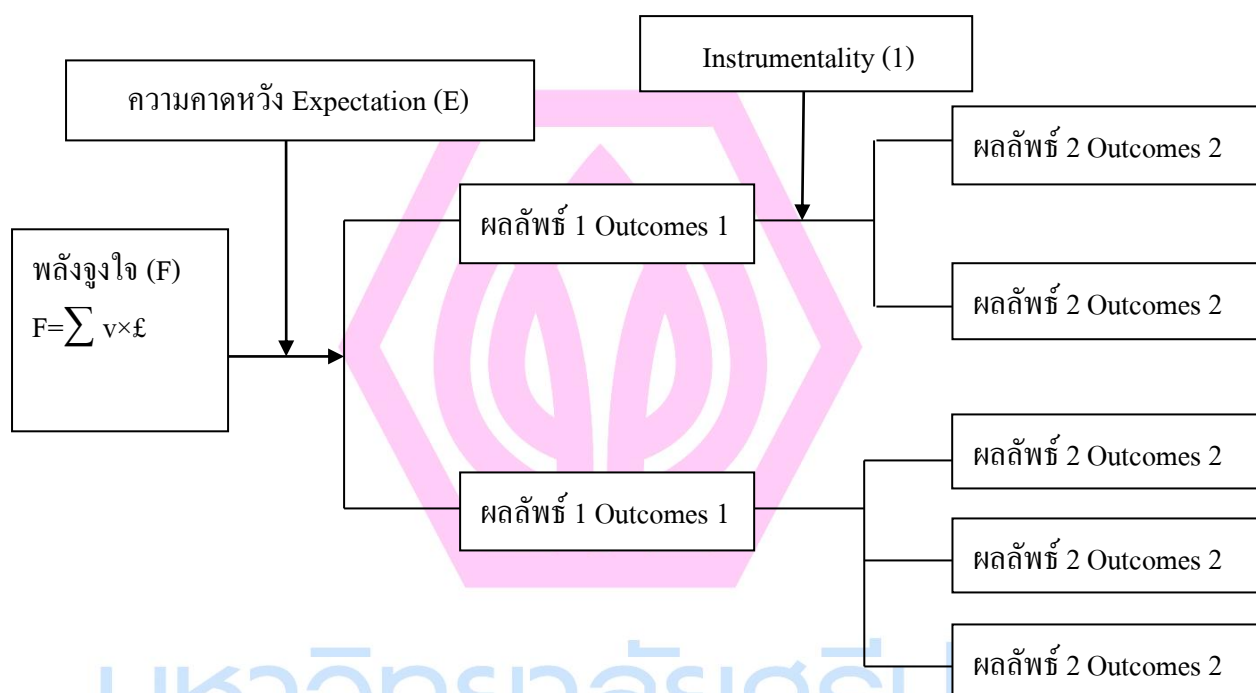 Instrumentality (1)
ความคาดหวัง Expectation (E)
ผลลัพธ์ 2 Outcomes 2
ผลลัพธ์ 1 Outcomes 1
พลังจูงใจ (F)
F=∑ v×£
ผลลัพธ์ 2 Outcomes 2
ผลลัพธ์ 2 Outcomes 2
ผลลัพธ์ 1 Outcomes 1
ผลลัพธ์ 2 Outcomes 2
ผลลัพธ์ 2 Outcomes 2